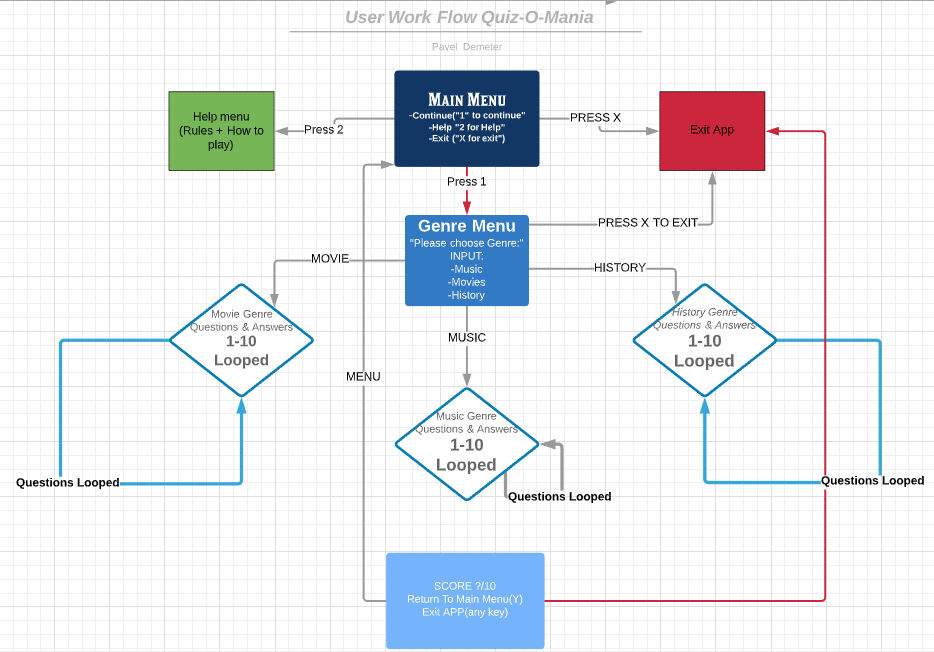 User Work Flow Quiz-O-Mania
Pavel Demeter
Main Menu
-Continue("1" to continue"
-Help "2 for Help"
-Exit ("X for exit")
Help menu
(Rules + How to
play)
Press 2
PRESS X
Exit App
Press 1
Genre Menu
"Please choose Genre:"
INPUT:
-Music
-Movies
-History
PRESS X TO EXIT
MOVIE
HISTORY
MUSIC
MENU
Movie Genre
Questions & Answers
1-10
Looped
History Genre
Questions & Answers
1-10
Looped
Music Genre
Questions & Answers
1-10
Looped
Questions Looped
Questions Looped
Questions Looped
SCORE ?/10
Return To Main Menu(Y)
Exit APP(any key)